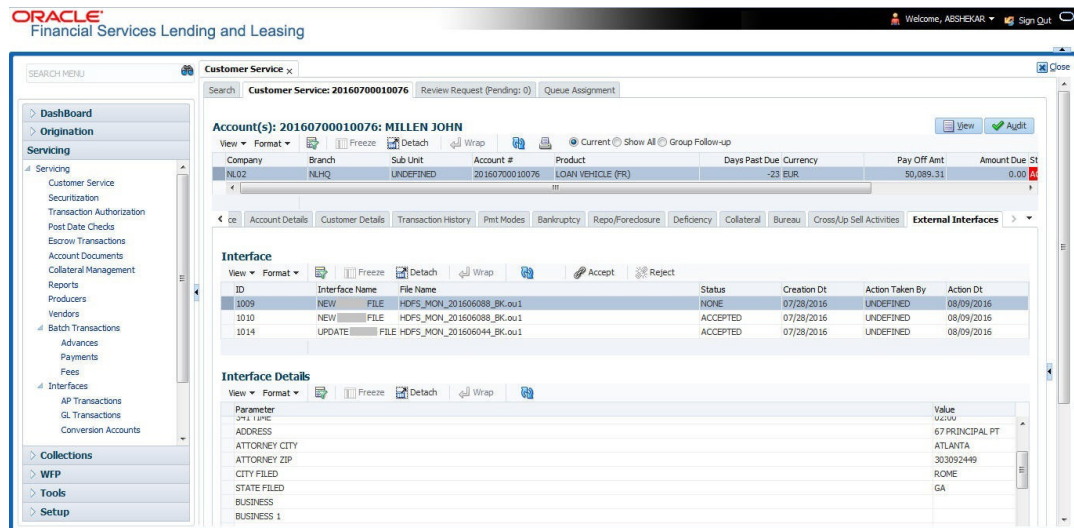 ORACLE'
Financial Services Lending and Leasing
Welcome, ABSHEKAR Sign Out
Close
SEARCH MENU
DashBoard
Origination
Servicing
Servicing
Customer Service
Securitization
Transaction Authorization
Post Date Checks
Escrow Transactions
Account Documents
Collateral Management
Reports
Producers
Vendors
Batch Transactions
Advances
Payments
Fees
Interfaces
AP Transactions
GL Transactions
Conversion Accounts
Collections
WFP
Tools
Setup
Customer Service x
Search Customer Service: 20160700010076 Review Request (Pending: 0) Queue Assignment
Account(s): 20160700010076: MILLEN JOHN
View Audit
View Format Freeze Detach Wrap Current Show All Group Follow-up
Company Branch Sub Unit Account # Product Days Past Due Currency Pay Off Amt Amount Due St
NL02 NLHQ UNDEFINED 20160700010076 LOAN VEHICLE (FR) -23 EUR 50,089.31 0.00 AC
ce Account Details Customer Details Transaction History Pmt Modes Bankruptcy Repo/Foreclosure Deficiency Collateral Bureau Cross/Up Sell Activities External Interfaces
Interface
View Format Freeze Detach Wrap Accept Reject
ID Interface Name File Name Status Creation Dt Action Taken By Action Dt
1009 NEW FILE HDFS_MON_201606088_BK.ou1 NONE 07/28/2016 UNDEFINED 08/09/2016
1010 NEW FILE HDFS_MON_201606088_BK.ou1 ACCEPTED 07/28/2016 UNDEFINED 08/09/2016
1014 UPDATE FILE HDFS_MON_201606044_BK.ou1 ACCEPTED 07/28/2016 UNDEFINED 08/09/2016
Interface Details
View Format Freeze Detach Wrap
Parameter Value
341 TIME 02:00
ADDRESS 67 PRINCIPAL PT
ATTORNEY CITY ATLANTA
ATTORNEY ZIP 303092449
CITY FILED ROME
STATE FILED GA
BUSINESS
BUSINESS 1